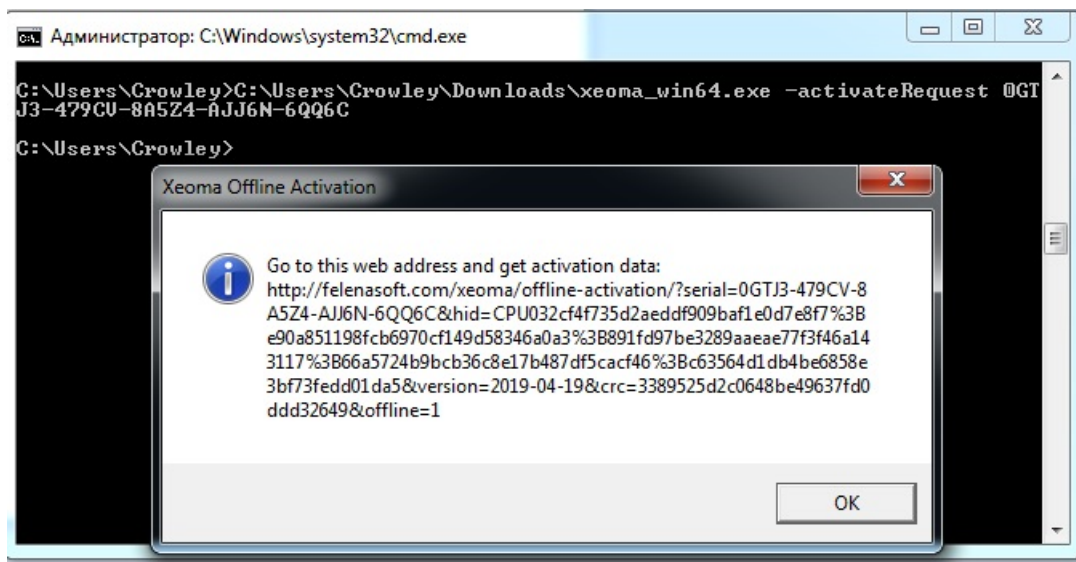 Администратор: C:\Windows\system32\cmd.exe
C:\Users\Crowley>C:\Users\Crowley\Downloads\xeoma_win64.exe -activateRequest 0GT
J3-479CV-8A5Z4-AJJ6N-6QQ6C
C:\Users\Crowley>
Xeoma Offline Activation
Go to this web address and get activation data:
http://felenasoft.com/xeoma/offline-activation/?serial=0GTJ3-479CV-8
A5Z4-AJJ6N-6QQ6C&hid=CPU032cf4f735d2aeddf909baf1e0d7e8f7%3B
e90a851198fcb6970cf149d58346a0a3%3B891fd97be3289aaeae77f3f46a14
3117%3B66a5724b9bcb36c8e17b487df5cacf46%3Bc63564d1db4be6858e
3bf73fedd01da5&version=2019-04-19&crc=3389525d2c0648be49637fd0
ddd32649&offline=1
OK